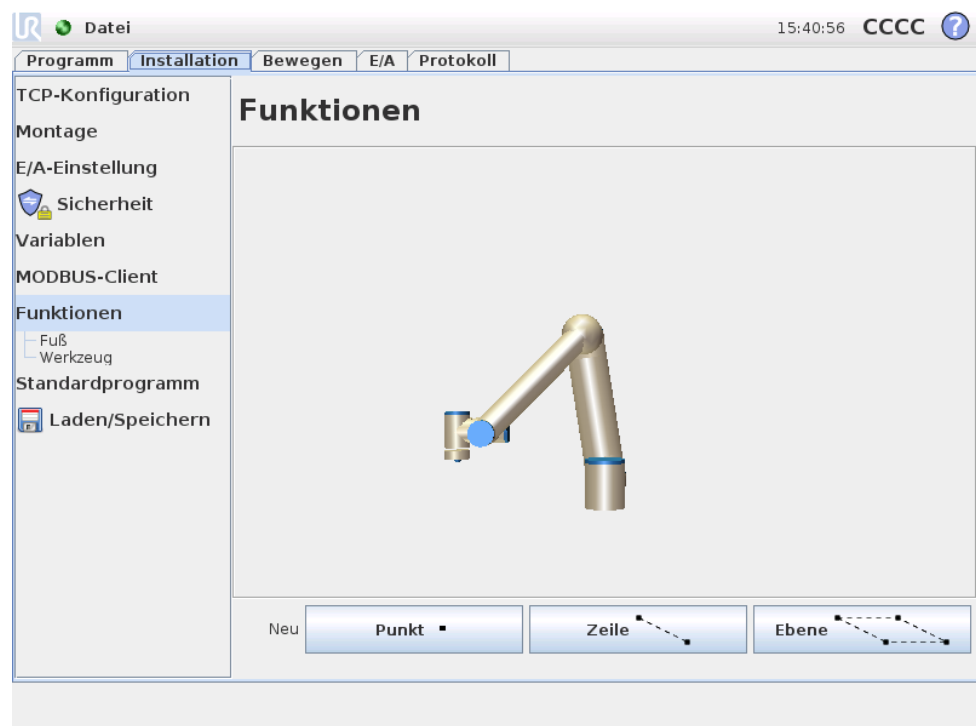 UR
Datei
15:40:56 CCCC ?
Programm Installation Bewegen E/A Protokoll
TCP-Konfiguration
Montage
E/A-Einstellung
Sicherheit
Variablen
MODBUS-Client
Funktionen
Fuß
Werkzeug
Standardprogramm
Laden/Speichern
Funktionen
Neu
Punkt
Zeile
Ebene